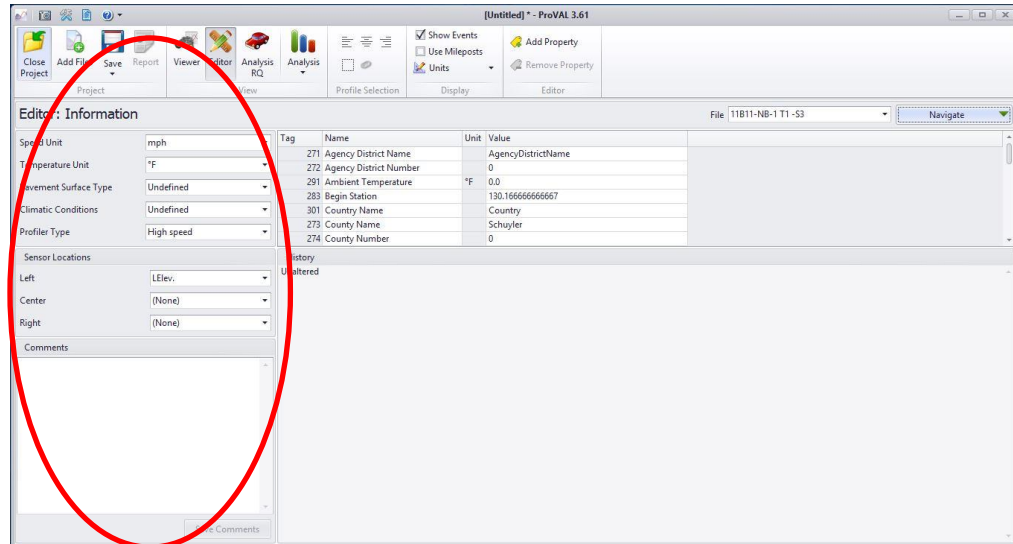 [Untitled] * - ProVAL 3.61
Close Project
Add File
Save
Report
Viewer
Editor
Analysis RQ
Analysis
Show Events
Use Mileposts
Units
Add Property
Remove Property
Project
View
Profile Selection
Display
Editor
Editor: Information
File 11B11-NB-1 T1 -S3
Navigate
Speed Unit mph
Temperature Unit °F
Pavement Surface Type Undefined
Climatic Conditions Undefined
Profiler Type High speed
Sensor Locations
Left LElev.
Center (None)
Right (None)
Comments
Save Comments
Tag Name Unit Value
271 Agency District Name AgencyDistrictName
272 Agency District Number 0
291 Ambient Temperature °F 0.0
283 Begin Station 130.166666666667
301 Country Name Country
273 County Name Schuyler
274 County Number 0
History
Unaltered